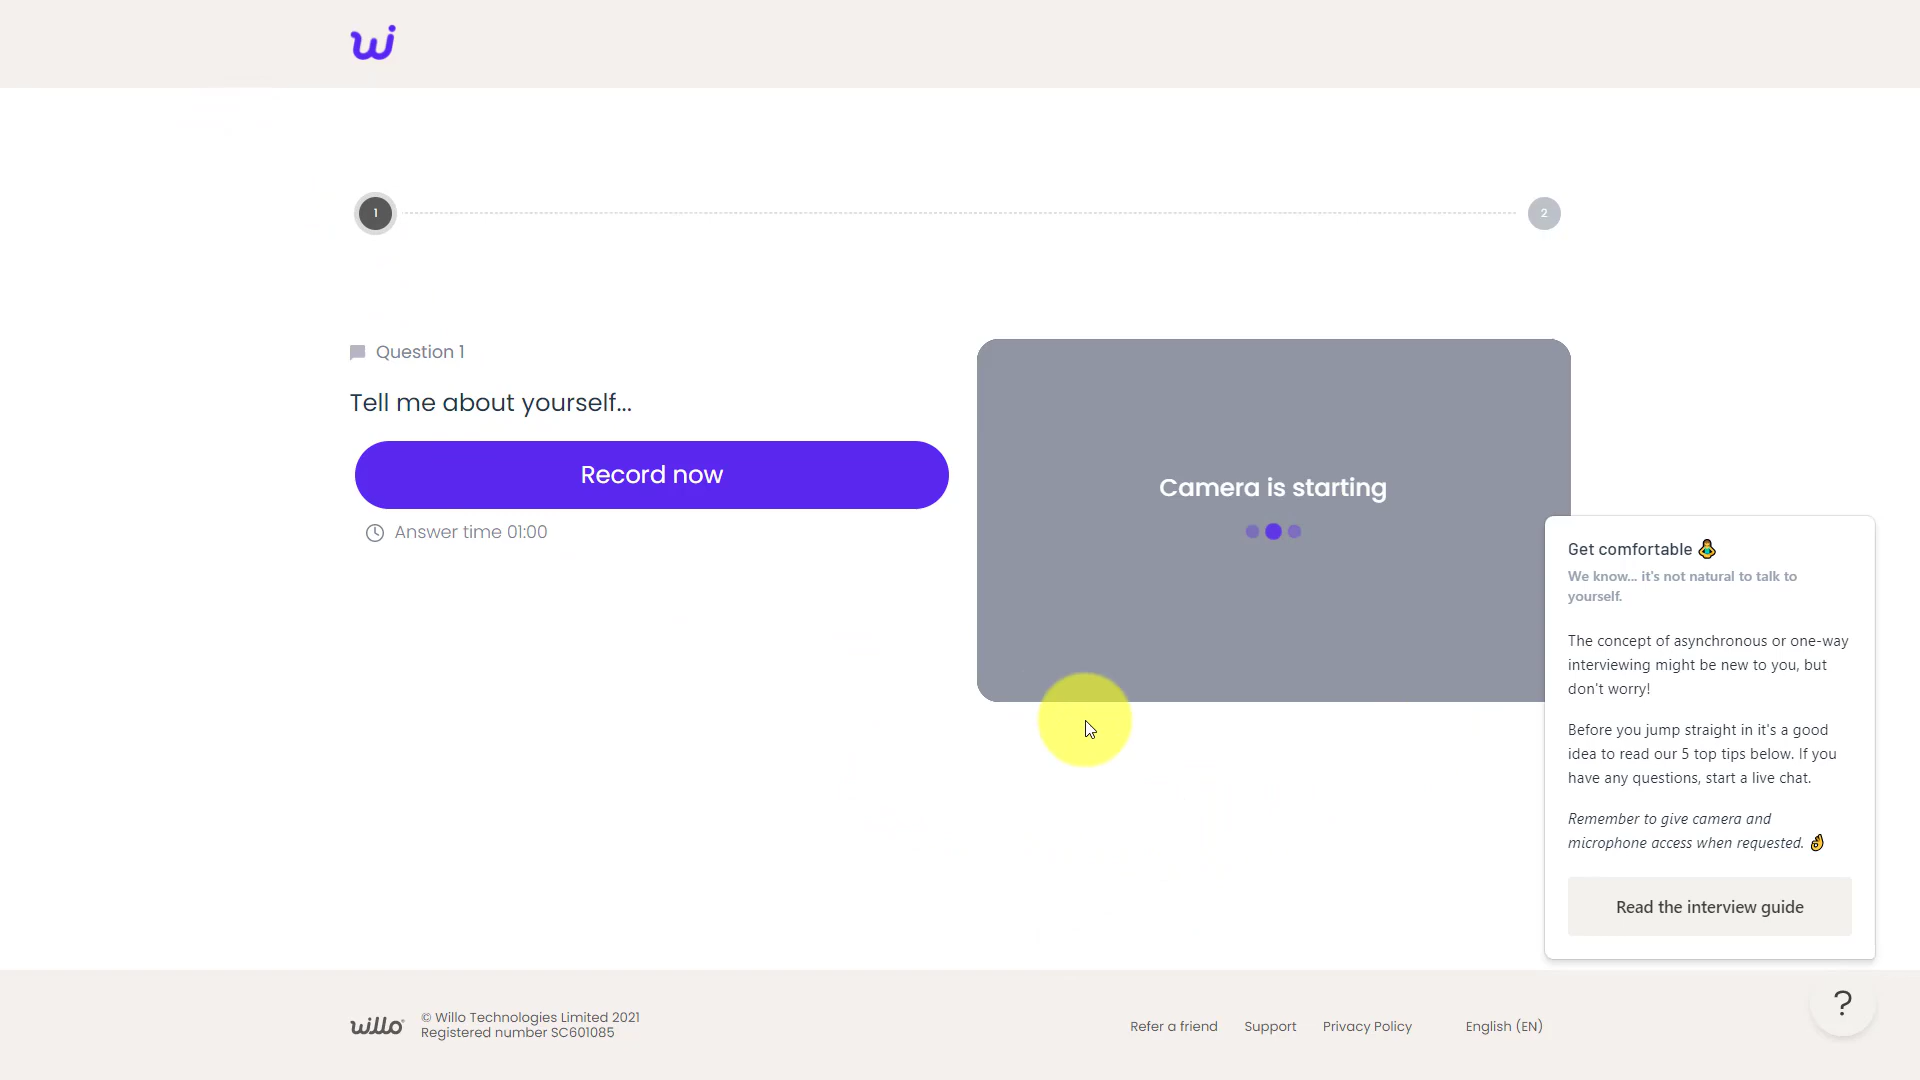 wi
1
2
Question 1
Tell me about yourself...
Record now
Answer time 01:00
Camera is starting
Get comfortable
We know... it's not natural to talk to
yourself.
The concept of asynchronous or one-way
interviewing might be new to you, but
don't worry!
Before you jump straight in it's a good
idea to read our 5 top tips below. If you
have any questions, start a live chat.
Remember to give camera and
microphone access when requested.
Read the interview guide
?
willo
© Willo Technologies Limited 2021
Registered number SC601085
Refer a friend
Support
Privacy Policy
English (EN)